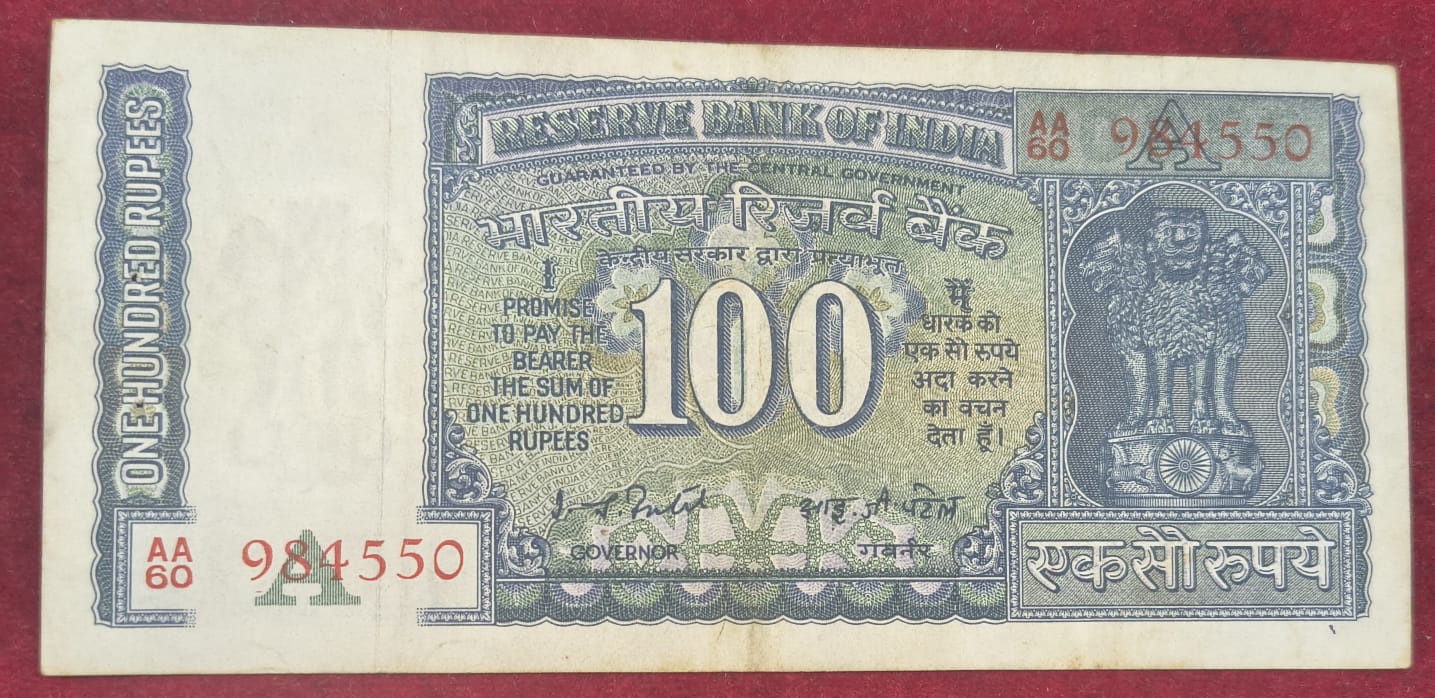 ONE HUNDRED RUPEES
RESERVE BANK OF INDIA
AA
60
A
984550
GUARANTEED BY THE CENTRAL GOVERNMENT
भारतीय रिज़र्व बैंक
केन्द्रीय सरकार द्वारा प्रत्याभूत
I
PROMISE
TO PAY THE
BEARER
THE SUM OF
ONE HUNDRED
RUPEES
100
मैं
धारक को
एक सौ रुपये
अदा करने
का वचन
देता हूँ।
GOVERNOR
गवर्नर
AA
60
A
984550
एक सौ रुपये